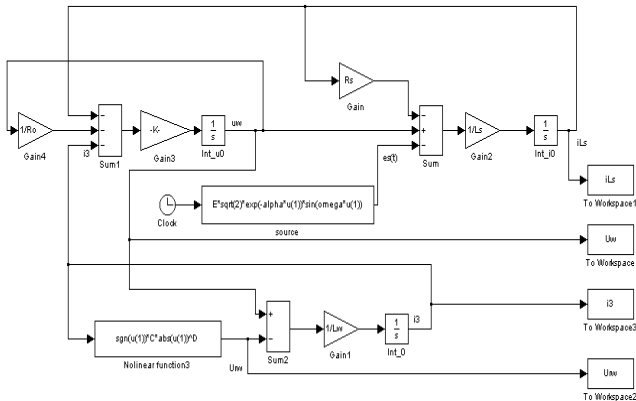 Rs
Gain
1/Ro
Gain4
i3
Sum1
-K-
Gain3
1
s
Int_u0
uw
es(t)
Sum
1/Ls
Gain2
1
s
Int_i0
iLs
iLs
To Workspace1
Clock
E*sqrt(2)*exp(-alpha*u(1))*sin(omega*u(1))
source
Uw
To Workspace
sgn(u(1))*C*abs(u(1))^D
Nolinear function3
Unw
Sum2
1/Lw
Gain1
1
s
Int_0
i3
i3
To Workspace3
Unw
To Workspace2